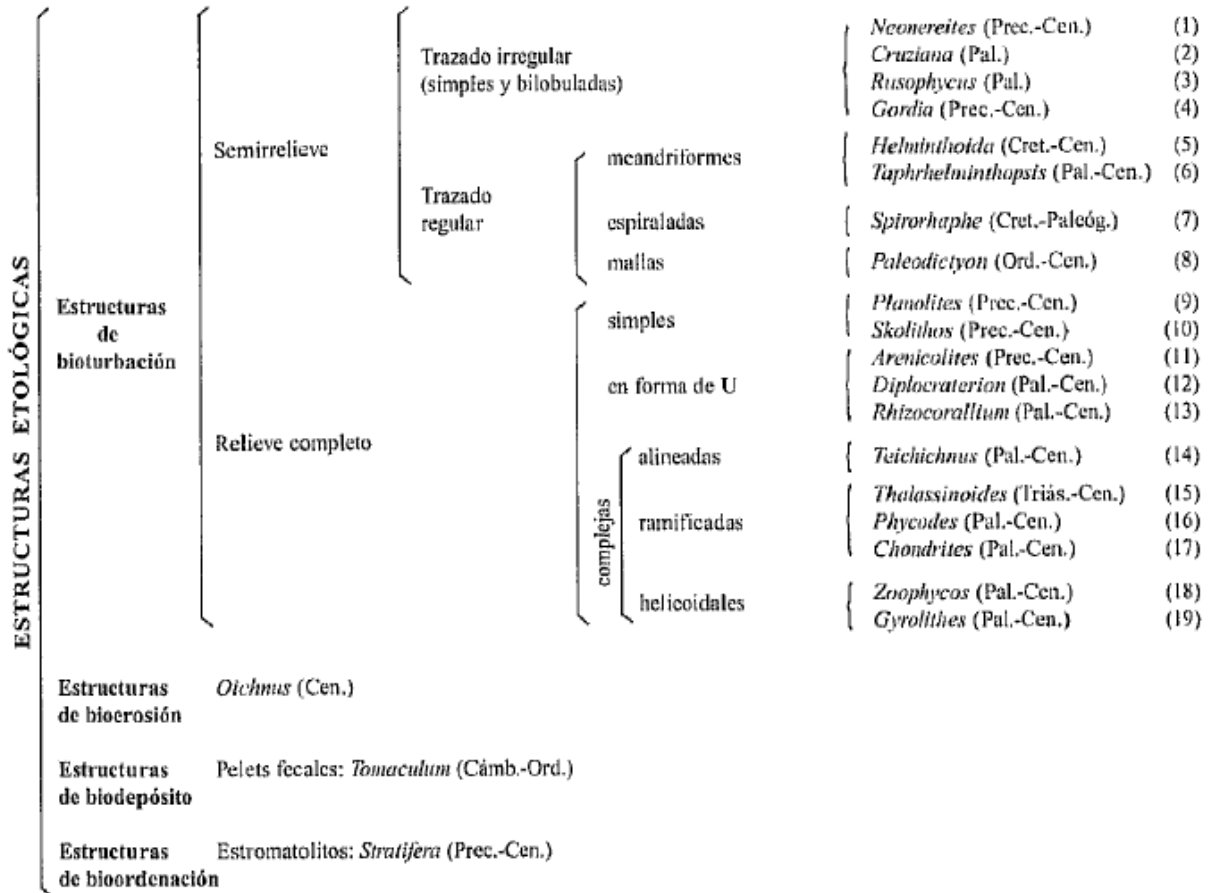 ESTRUCTURAS ETOLÓGICAS
Estructuras
de
bioturbación
Semirrelieve
Trazado irregular
(simples y bilobuladas)
Neonereites (Prec.-Cen.) (1)
Cruziana (Pal.) (2)
Rusophycus (Pal.) (3)
Gordia (Prec.-Cen.) (4)
Trazado
regular
meandriformes
Helminthoida (Cret.-Cen.) (5)
Taphrhelminthopsis (Pal.-Cen.) (6)
espiraladas
Spirorhaphe (Cret.-Paleóg.) (7)
mallas
Paleodictyon (Ord.-Cen.) (8)
Relieve completo
simples
Planolites (Prec.-Cen.) (9)
Skolithos (Prec.-Cen.) (10)
en forma de U
Arenicolites (Prec.-Cen.) (11)
Diplocraterion (Pal.-Cen.) (12)
Rhizocorallium (Pal.-Cen.) (13)
complejas
alineadas
Teichichnus (Pal.-Cen.) (14)
ramificadas
Thalassinoides (Triás.-Cen.) (15)
Phycodes (Pal.-Cen.) (16)
Chondrites (Pal.-Cen.) (17)
helicoidales
Zoophycos (Pal.-Cen.) (18)
Gyrolithes (Pal.-Cen.) (19)
Estructuras
de bioerosión
Oichnus (Cen.)
Estructuras
de biodepósito
Pelets fecales: Tomaculum (Cámb.-Ord.)
Estructuras
de bioordenación
Estromatolitos: Stratifera (Prec.-Cen.)